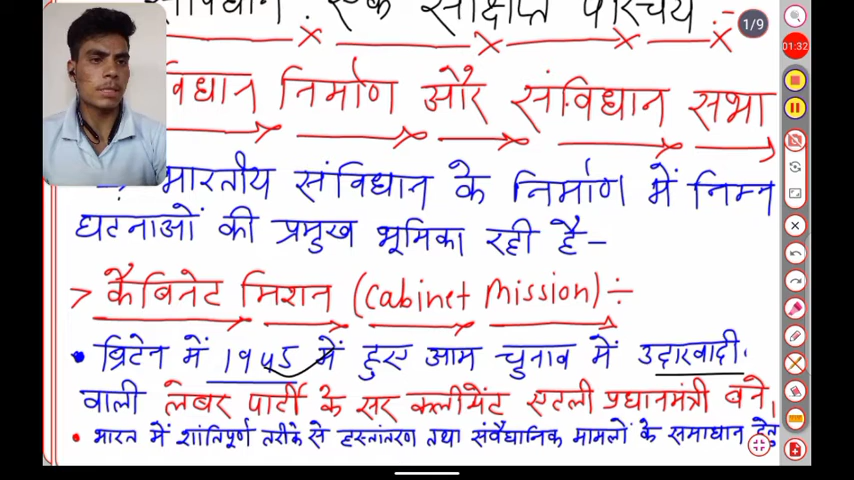 संविधान : एक संक्षिप्त परिचय :-
1/9
01:32
विधान निर्माण और संविधान सभा
→ भारतीय संविधान के निर्माण में निम्न
घटनाओं की प्रमुख भूमिका रही है-
> कैबिनेट मिशन (Cabinet Mission) ÷
• ब्रिटेन में 1945 में हुए आम चुनाव में उदारवादी
वाली लेबर पार्टी के सर क्लीमेंट एटली प्रधानमंत्री बने।
• भारत में शांतिपूर्ण तरीके से हस्तांतरण तथा संवैधानिक मामलों के समाधान हेतु